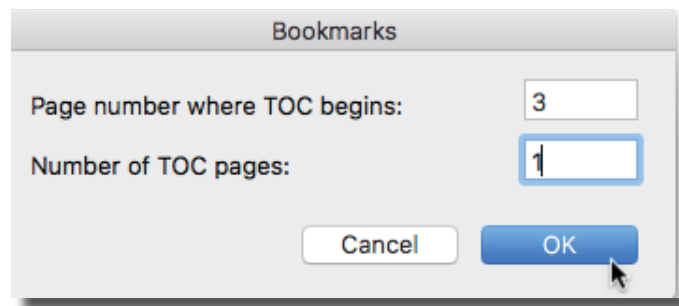 Bookmarks
Page number where TOC begins: 3
Number of TOC pages: 1
Cancel OK